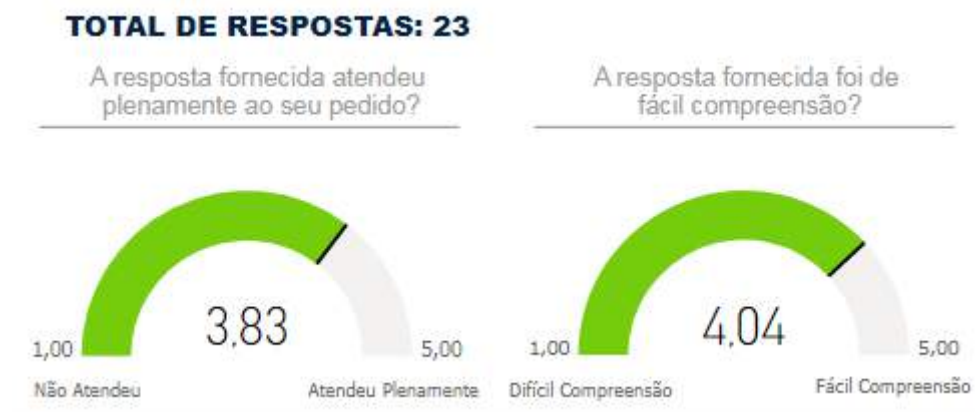 TOTAL DE RESPOSTAS: 23
A resposta fornecida atendeu
plenamente ao seu pedido?
3,83
1,00
5,00
Não Atendeu
Atendeu Plenamente
A resposta fornecida foi de
fácil compreensão?
4,04
1,00
5,00
Difícil Compreensão
Fácil Compreensão